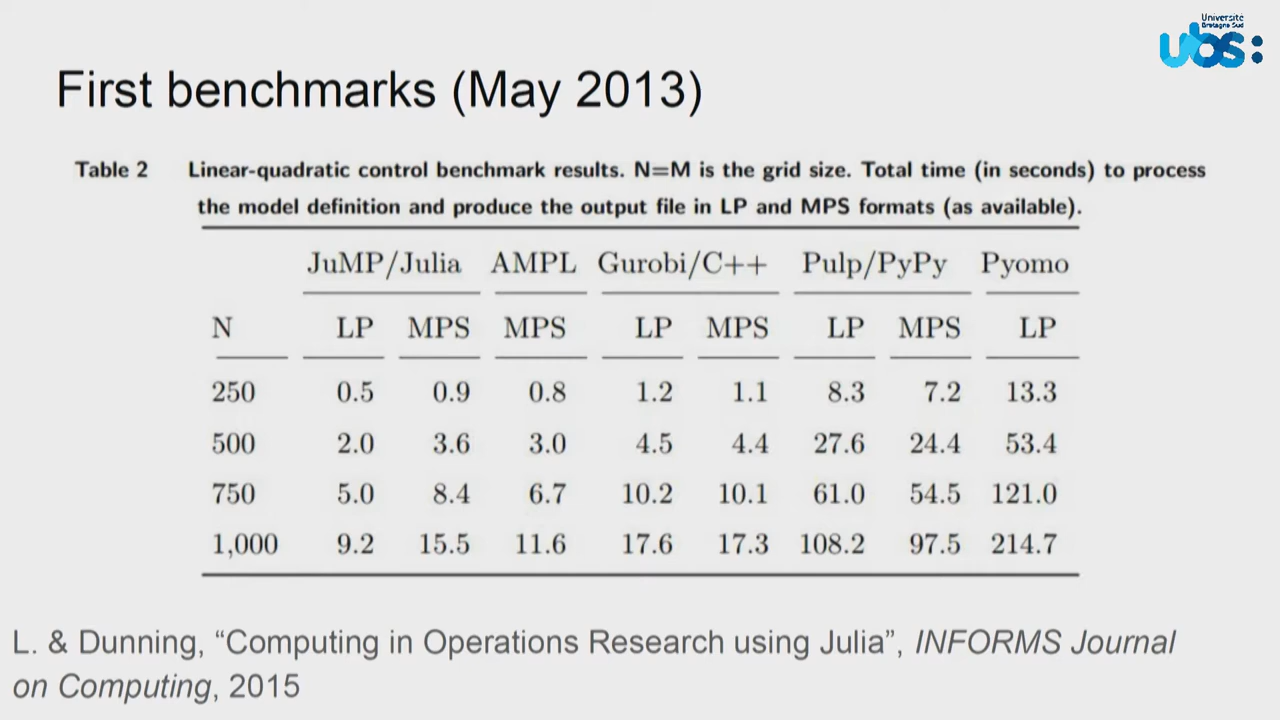 Université
Bretagne Sud
ubs:
First benchmarks (May 2013)
Table 2 Linear-quadratic control benchmark results. N=M is the grid size. Total time (in seconds) to process
the model definition and produce the output file in LP and MPS formats (as available).
JuMP/Julia AMPL Gurobi/C++ Pulp/PyPy Pyomo
N LP MPS MPS LP MPS LP MPS LP
250 0.5 0.9 0.8 1.2 1.1 8.3 7.2 13.3
500 2.0 3.6 3.0 4.5 4.4 27.6 24.4 53.4
750 5.0 8.4 6.7 10.2 10.1 61.0 54.5 121.0
1,000 9.2 15.5 11.6 17.6 17.3 108.2 97.5 214.7
L. & Dunning, “Computing in Operations Research using Julia”, INFORMS Journal
on Computing, 2015